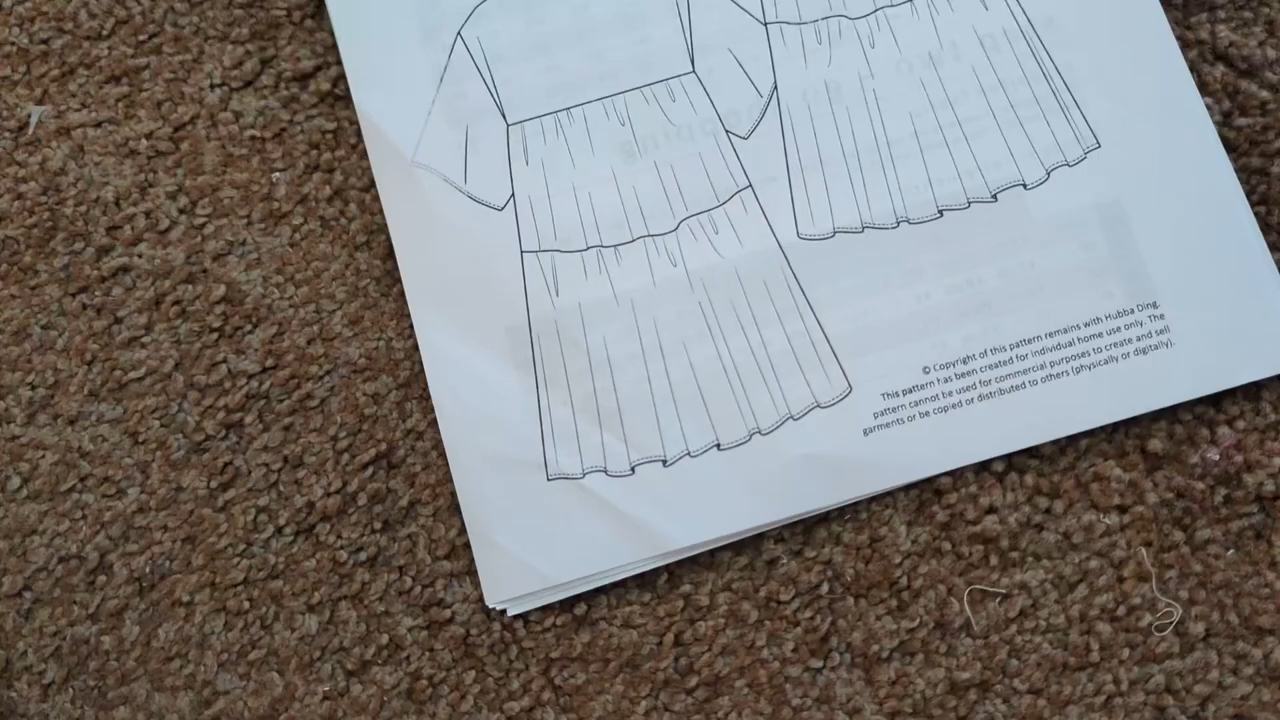 © Copyright of this pattern remains with Hubba Ding.
This pattern has been created for individual home use only. The
pattern cannot be used for commercial purposes to create and sell
garments or be copied or distributed to others (physically or digitally).